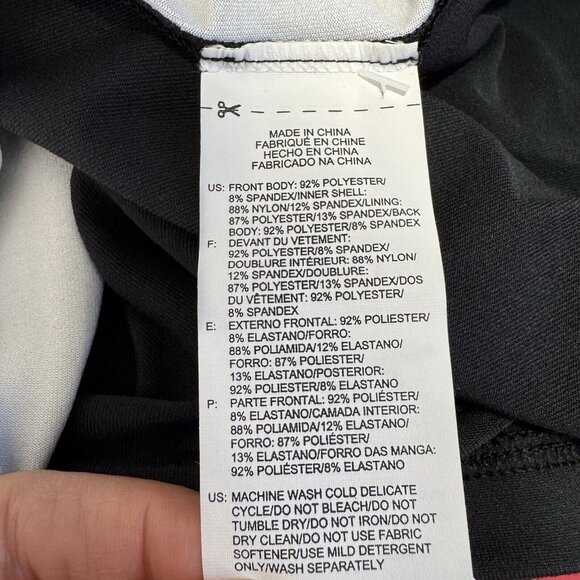 MADE IN CHINA
FABRIQUÉ EN CHINE
HECHO EN CHINA
FABRICADO NA CHINA
US: FRONT BODY: 92% POLYESTER/
8% SPANDEX/INNER SHELL:
88% NYLON/12% SPANDEX/LINING:
87% POLYESTER/13% SPANDEX/BACK
BODY: 92% POLYESTER/8% SPANDEX
F: DEVANT DU VETEMENT:
92% POLYESTER/8% SPANDEX/
DOUBLURE INTÉRIEUR: 88% NYLON/
12% SPANDEX/DOUBLURE:
87% POLYESTER/13% SPANDEX/DOS
DU VÊTEMENT: 92% POLYESTER/
8% SPANDEX
E: EXTERNO FRONTAL: 92% POLIESTER/
8% ELASTANO/FORRO:
88% POLIAMIDA/12% ELASTANO/
FORRO: 87% POLIESTER/
13% ELASTANO/POSTERIOR:
92% POLIESTER/8% ELASTANO
P: PARTE FRONTAL: 92% POLIÉSTER/
8% ELASTANO/CAMADA INTERIOR:
88% POLIAMIDA/12% ELASTANO/
FORRO: 87% POLIÉSTER/
13% ELASTANO/FORRO DAS MANGA:
92% POLIÉSTER/8% ELASTANO
US: MACHINE WASH COLD DELICATE
CYCLE/DO NOT BLEACH/DO NOT
TUMBLE DRY/DO NOT IRON/DO NOT
DRY CLEAN/DO NOT USE FABRIC
SOFTENER/USE MILD DETERGENT
ONLY/WASH SEPARATELY